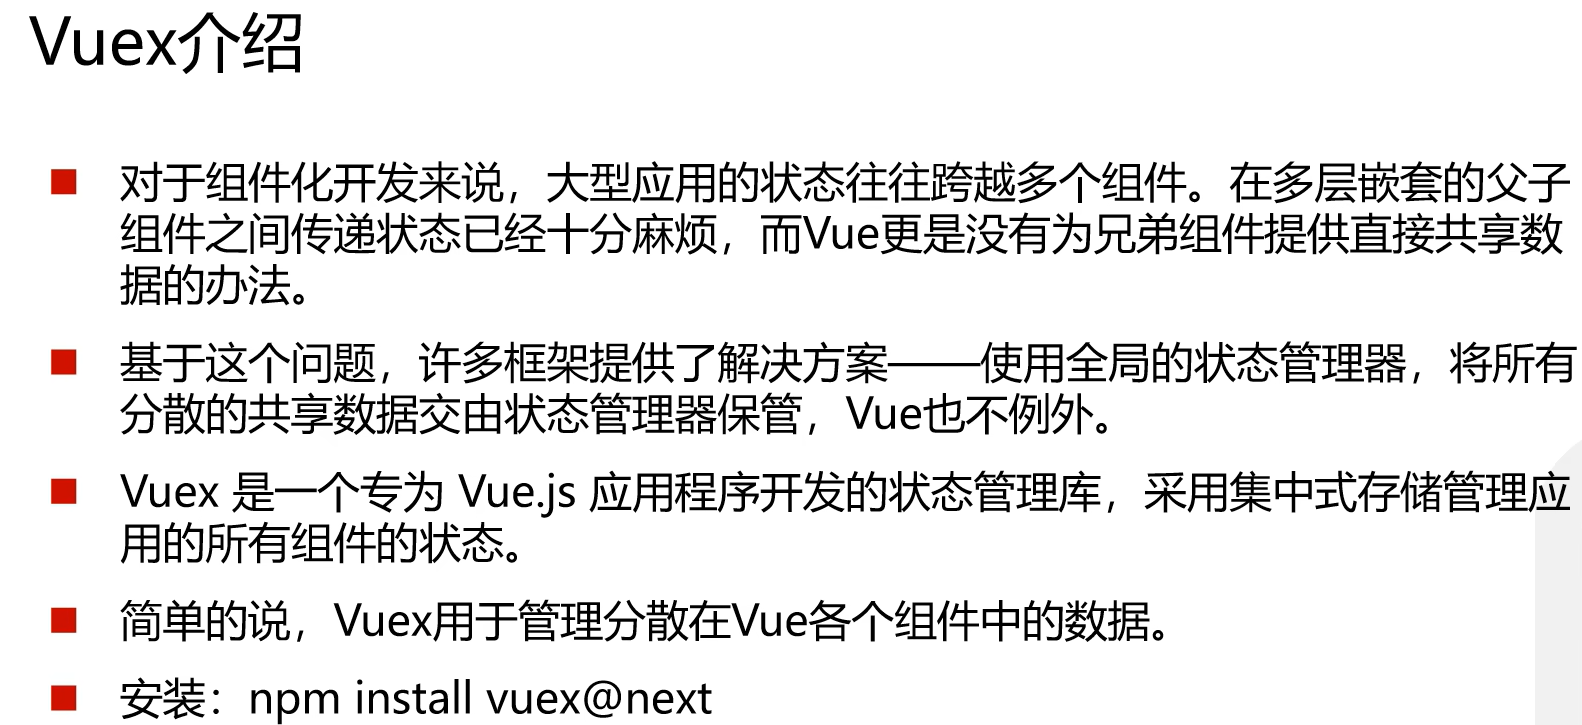 Vuex介绍
对于组件化开发来说，大型应用的状态往往跨越多个组件。在多层嵌套的父子
组件之间传递状态已经十分麻烦，而Vue更是没有为兄弟组件提供直接共享数
据的办法。
基于这个问题，许多框架提供了解决方案——使用全局的状态管理器，将所有
分散的共享数据交由状态管理器保管，Vue也不例外。
Vuex 是一个专为 Vue.js 应用程序开发的状态管理库，采用集中式存储管理应
用的所有组件的状态。
简单的说，Vuex用于管理分散在Vue各个组件中的数据。
安装：npm install vuex@next